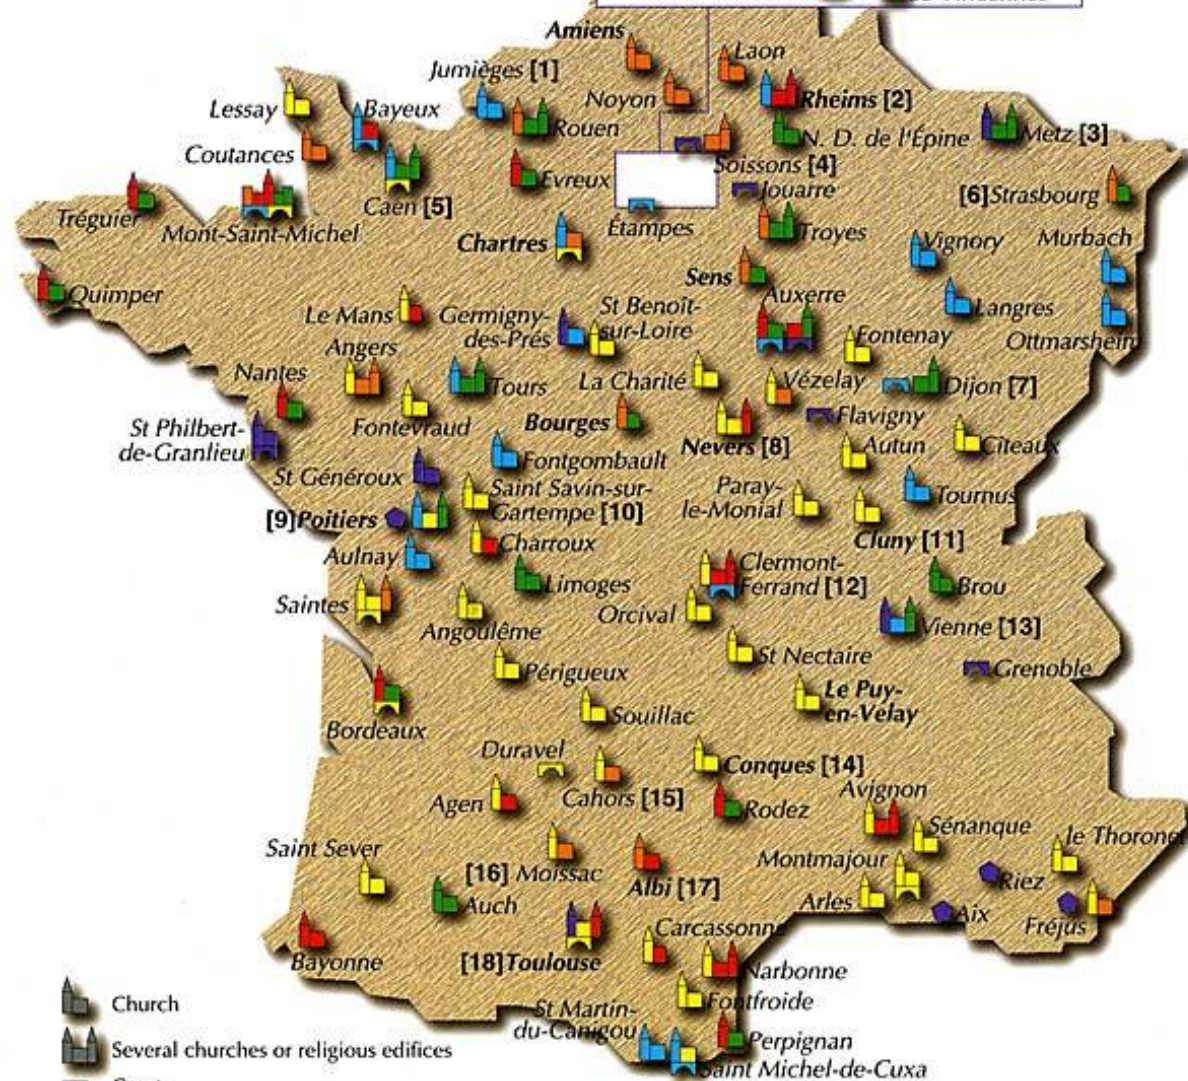 Amiens
Laon
Jumièges [1]
Lessay
Bayeux
Noyon
Rheims [2]
Rouen
Coutances
N. D. de l'Épine
Metz [3]
Soissons [4]
Evreux
Jouarre
[6] Strasbourg
Tréguier
Caen [5]
Mont-Saint-Michel
Étampes
Troyes
Chartres
Vignory
Murbach
Sens
Quimper
Auxerre
Le Mans
Germigny-
des-Prés
St Benoît-
sur-Loire
Langres
Fontenay
Ottmarsheim
Angers
Nantes
Tours
La Charité
Vézelay
Dijon [7]
Fontevraud
Bourges
Flavigny
St Philbert-
de-Granlieu
Nevers [8]
Autun
Cîteaux
Fontgombault
St Généroux
Saint Savin-sur-
Gartempe [10]
Paray-
le-Monial
Tournus
[9] Poitiers
Cluny [11]
Charroux
Aulnay
Clermont-
Ferrand [12]
Limoges
Brou
Saintes
Orcival
Angoulême
Vienne [13]
St Nectaire
Grenoble
Périgueux
Le Puy-
en-Velay
Souillac
Bordeaux
Duravel
Conques [14]
Agen
Cahors [15]
Avignon
Rodez
Sénanque
le Thoronet
Saint Sever
[16] Moissac
Montmajour
Albi [17]
Riez
Auch
Arles
Aix
Fréjus
Carcassonne
Bayonne
[18] Toulouse
Narbonne
Church
Fontfroide
St Martin-
du-Canigou
Several churches or religious edifices
Perpignan
Saint Michel-de-Cuxa